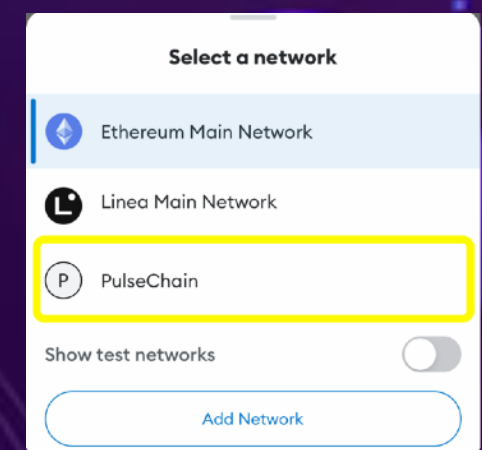 Select a network
Ethereum Main Network
L
Linea Main Network
P
PulseChain
Show test networks
Add Network